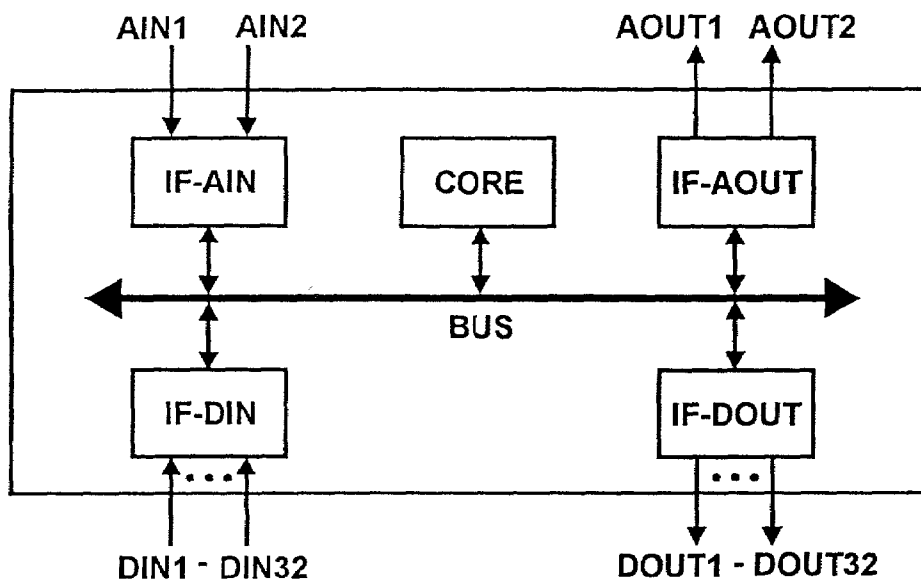 AIN1 AIN2 AOUT1 AOUT2
IF-AIN CORE IF-AOUT
BUS
IF-DIN IF-DOUT
DIN1 - DIN32 DOUT1 - DOUT32